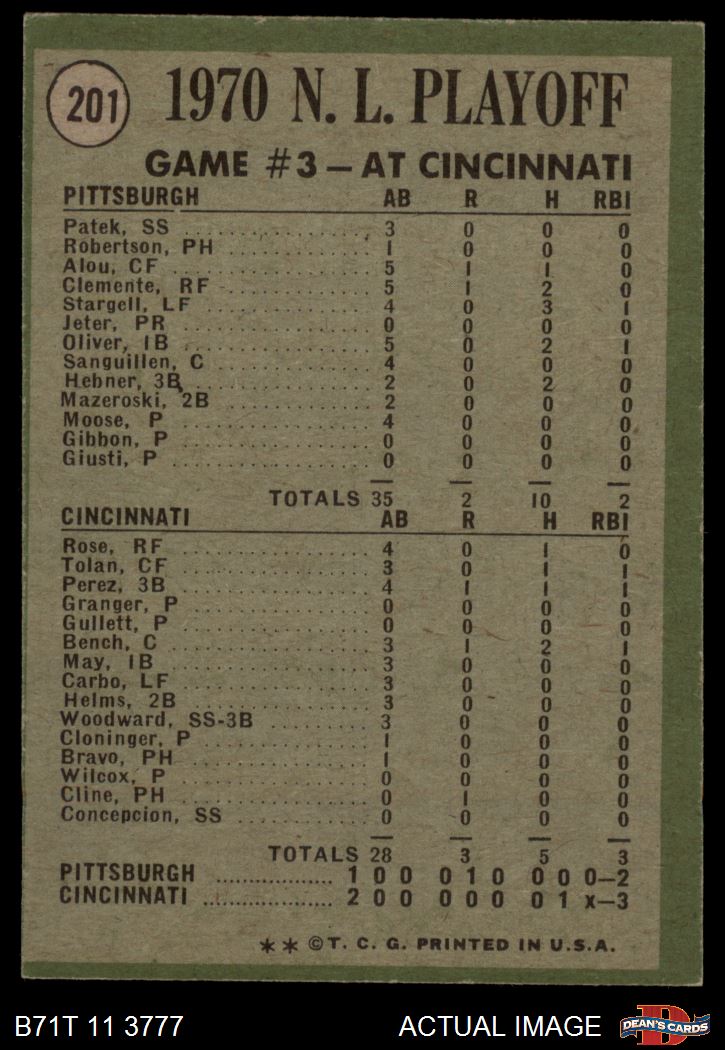 201
1970 N. L. PLAYOFF
GAME #3 – AT CINCINNATI
PITTSBURGH AB R H RBI
Patek, SS 3 0 0 0
Robertson, PH 1 0 0 0
Alou, CF 5 1 1 0
Clemente, RF 5 1 2 0
Stargell, LF 4 0 3 1
Jeter, PR 0 0 0 0
Oliver, 1B 5 0 2 1
Sanguillen, C 4 0 0 0
Hebner, 3B 2 0 2 0
Mazeroski, 2B 2 0 0 0
Moose, P 4 0 0 0
Gibbon, P 0 0 0 0
Giusti, P 0 0 0 0
TOTALS 35 2 10 2
CINCINNATI AB R H RBI
Rose, RF 4 0 1 0
Tolan, CF 3 0 1 1
Perez, 3B 4 1 1 1
Granger, P 0 0 0 0
Gullett, P 0 0 0 0
Bench, C 3 1 2 1
May, 1B 3 0 0 0
Carbo, LF 3 0 0 0
Helms, 2B 3 0 0 0
Woodward, SS-3B 3 0 0 0
Cloninger, P 1 0 0 0
Bravo, PH 1 0 0 0
Wilcox, P 0 0 0 0
Cline, PH 0 1 0 0
Concepcion, SS 0 0 0 0
TOTALS 28 3 5 3
PITTSBURGH 1 0 0 0 1 0 0 0 0–2
CINCINNATI 2 0 0 0 0 0 0 1 x–3
** © T. C. G. PRINTED IN U.S.A.
B71T 11 3777 ACTUAL IMAGE DEAN'S CARDS